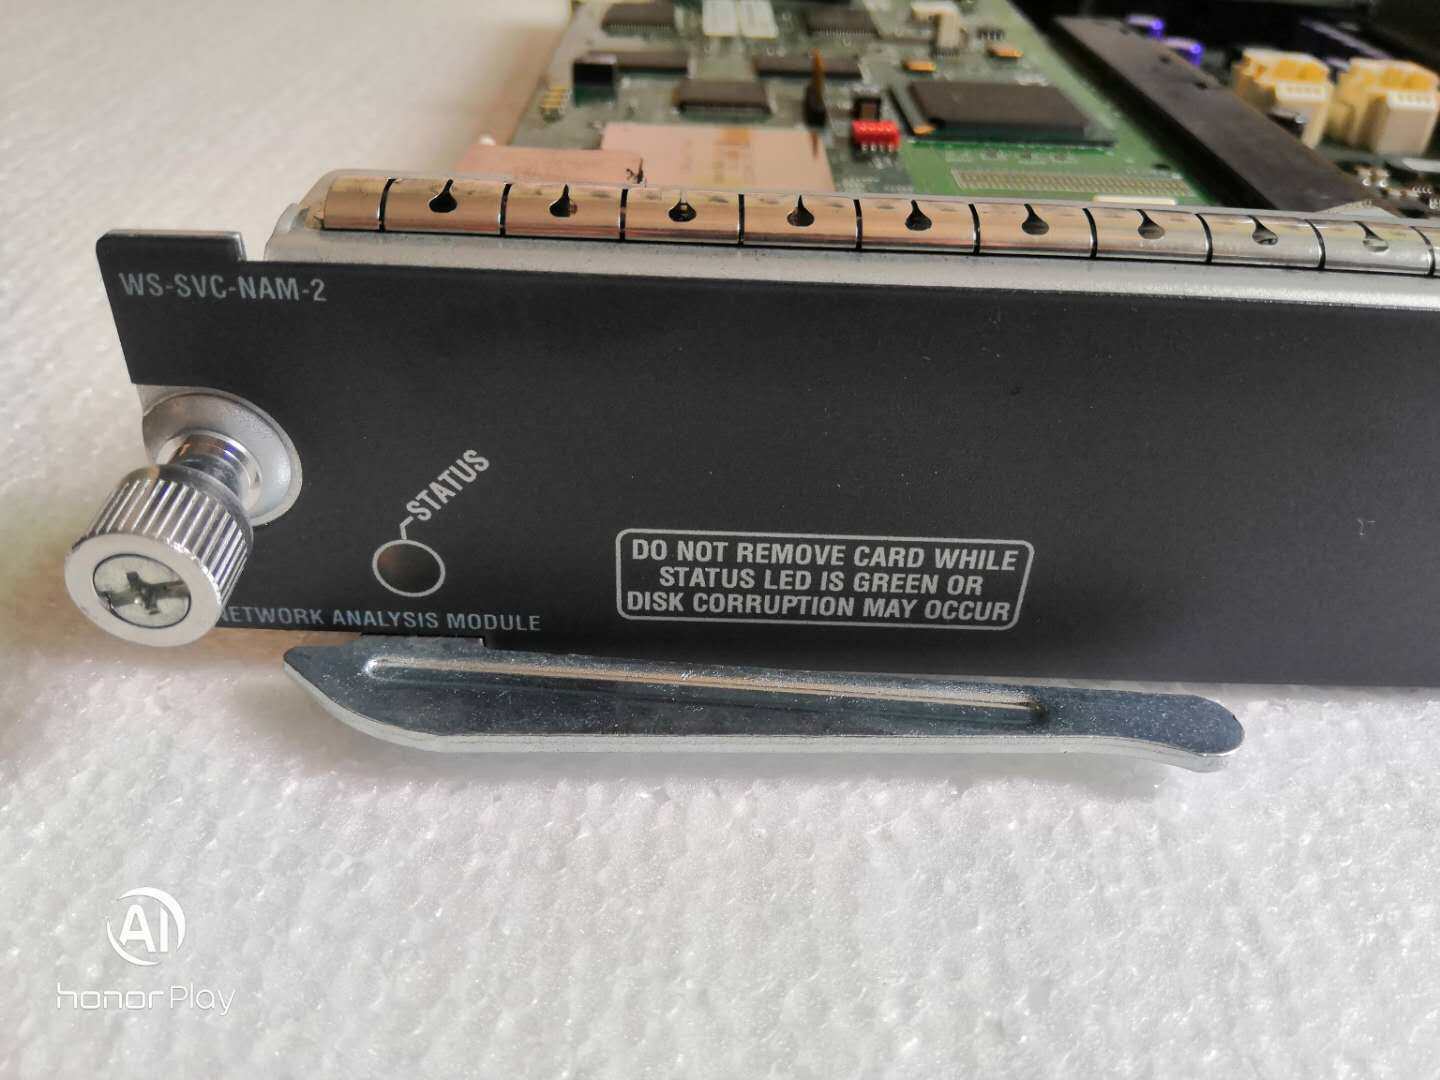 WS-SVC-NAM-2
STATUS
DO NOT REMOVE CARD WHILE
STATUS LED IS GREEN OR
DISK CORRUPTION MAY OCCUR
NETWORK ANALYSIS MODULE
AI
honor Play